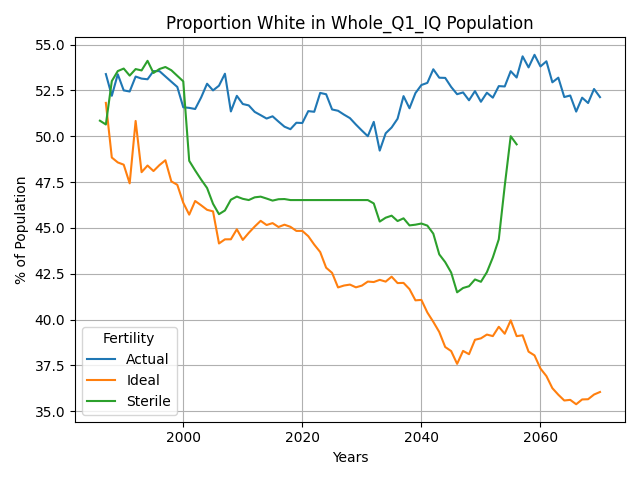 Proportion White in Whole_Q1_IQ Population
% of Population
55.0
52.5
50.0
47.5
45.0
42.5
40.0
37.5
35.0
Fertility
Actual
Ideal
Sterile
2000
2020
2040
2060
Years